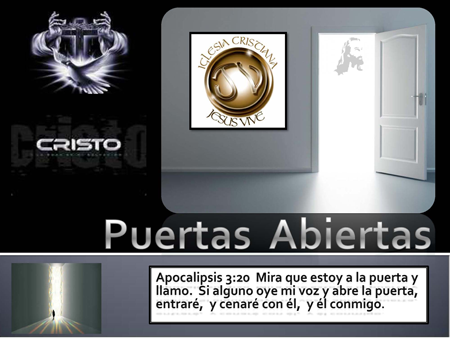 IGLESIA CRISTIANA
JV
JESUS VIVE
CRISTO
Puertas Abiertas
Apocalipsis 3:20 Mira que estoy a la puerta y
llamo. Si alguno oye mi voz y abre la puerta,
entraré, y cenaré con él, y él conmigo.